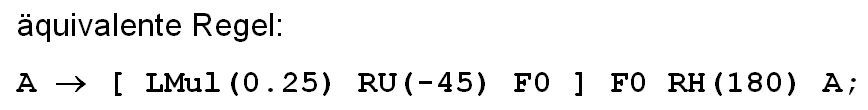 äquivalente Regel:
A → [ LMul(0.25) RU(-45) F0 ] F0 RH(180) A;